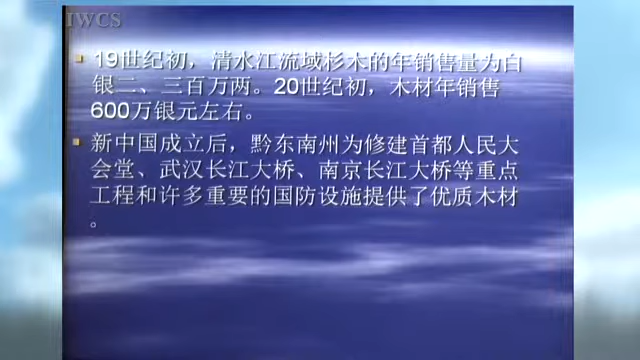 IWCS
19世纪初，清水江流域杉木的年销售量为白
银二、三百万两。20世纪初，木材年销售
600万银元左右。
新中国成立后，黔东南州为修建首都人民大
会堂、武汉长江大桥、南京长江大桥等重点
工程和许多重要的国防设施提供了优质木材
。